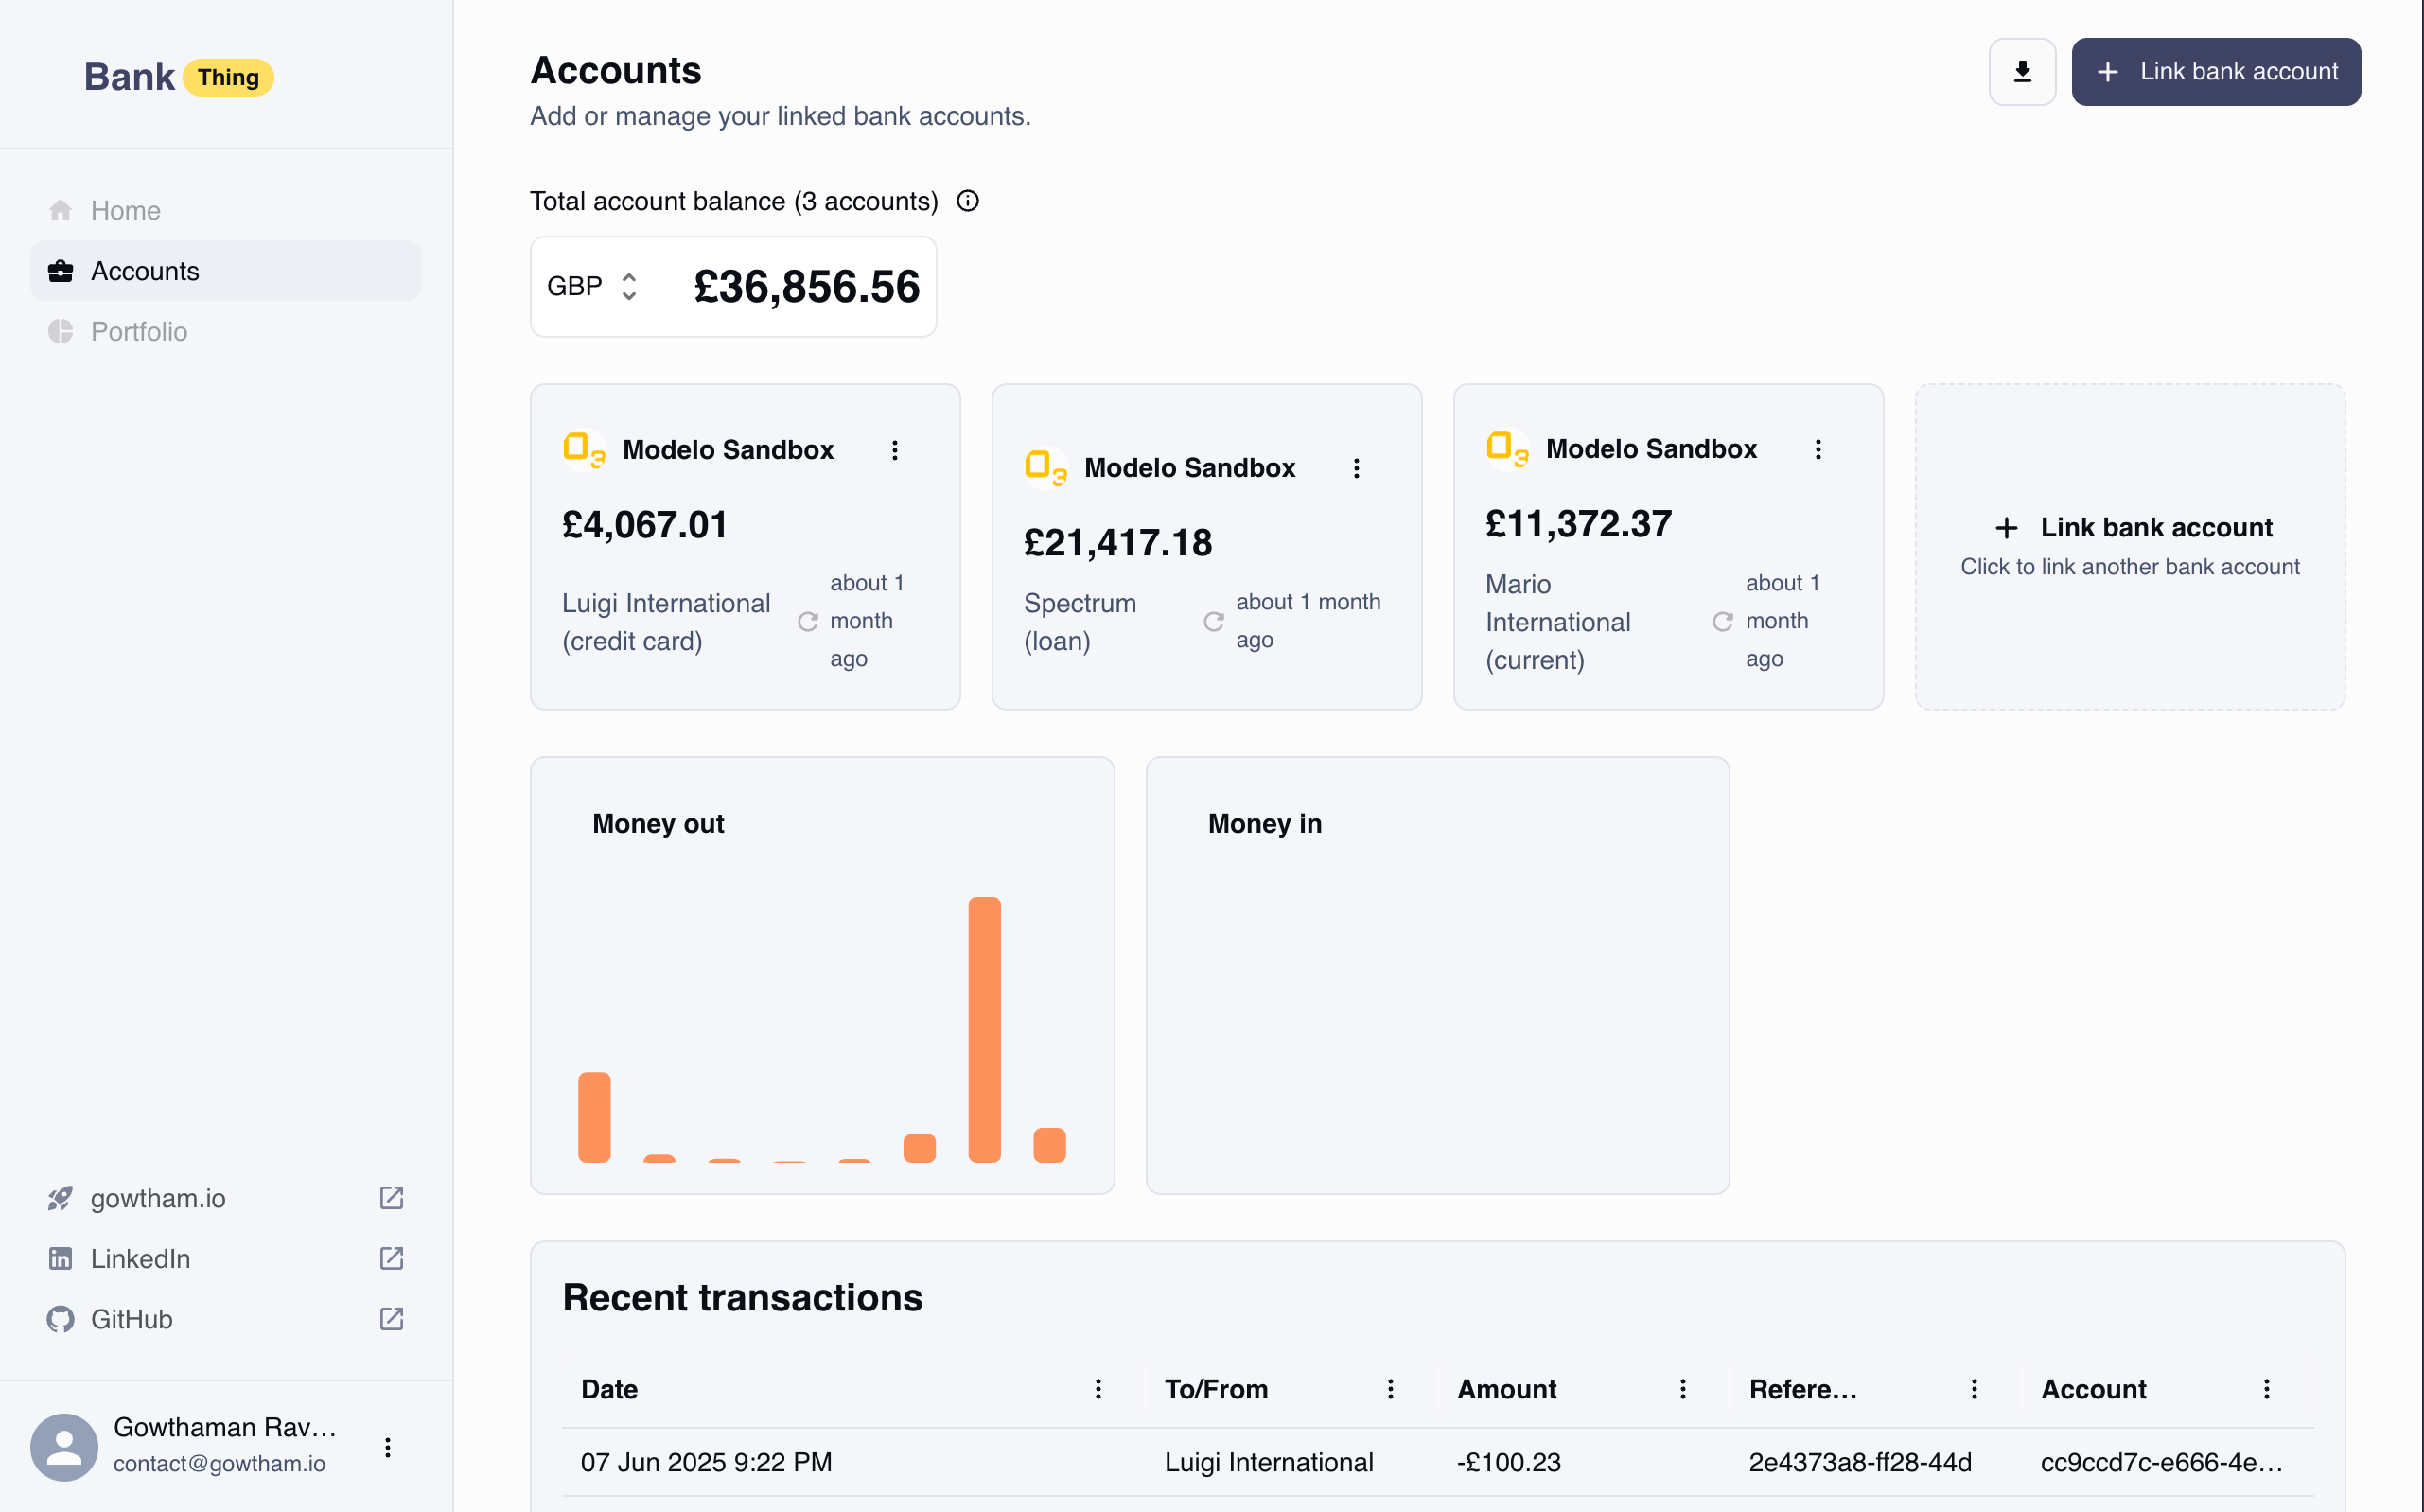 Bank Thing
Home
Accounts
Portfolio
gowtham.io
LinkedIn
GitHub
Gowthaman Rav...
contact@gowtham.io
Accounts
Add or manage your linked bank accounts.
Link bank account
Total account balance (3 accounts)
GBP £36,856.56
Modelo Sandbox
£4,067.01
Luigi International
(credit card)
about 1
month
ago
Modelo Sandbox
£21,417.18
Spectrum
(loan)
about 1 month
ago
Modelo Sandbox
£11,372.37
Mario
International
(current)
about 1
month
ago
Link bank account
Click to link another bank account
Money out
Money in
Recent transactions
Date To/From Amount Refere... Account
07 Jun 2025 9:22 PM Luigi International -£100.23 2e4373a8-ff28-44d cc9ccd7c-e666-4e...